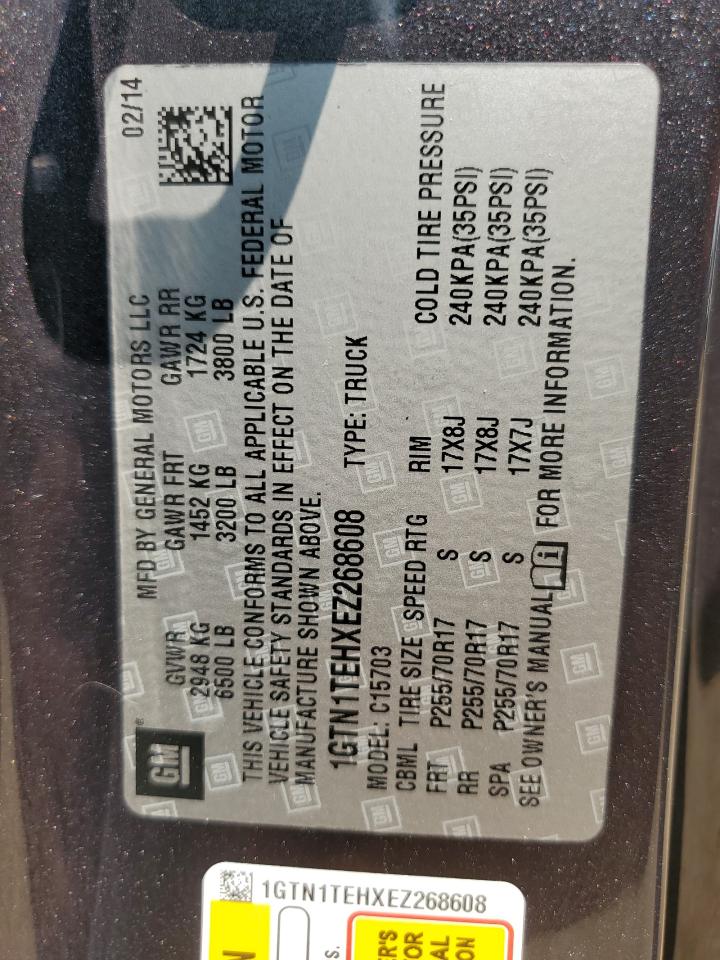 MFD BY GENERAL MOTORS LLC 02/14
GM®
GVWR GAWR FRT GAWR RR
2948 KG 1452 KG 1724 KG
6500 LB 3200 LB 3800 LB
THIS VEHICLE CONFORMS TO ALL APPLICABLE U.S. FEDERAL MOTOR
VEHICLE SAFETY STANDARDS IN EFFECT ON THE DATE OF
MANUFACTURE SHOWN ABOVE.
1GTN1TEHXEZ268608 TYPE: TRUCK
MODEL: C15703
CBML TIRE SIZE SPEED RTG RIM COLD TIRE PRESSURE
FRT P255/70R17 S 17X8J 240KPA(35PSI)
RR P255/70R17 S 17X8J 240KPA(35PSI)
SPA P255/70R17 S 17X7J 240KPA(35PSI)
SEE OWNER'S MANUAL FOR MORE INFORMATION.
1GTN1TEHXEZ268608
N
S.
ER'S
OR
AL
ON